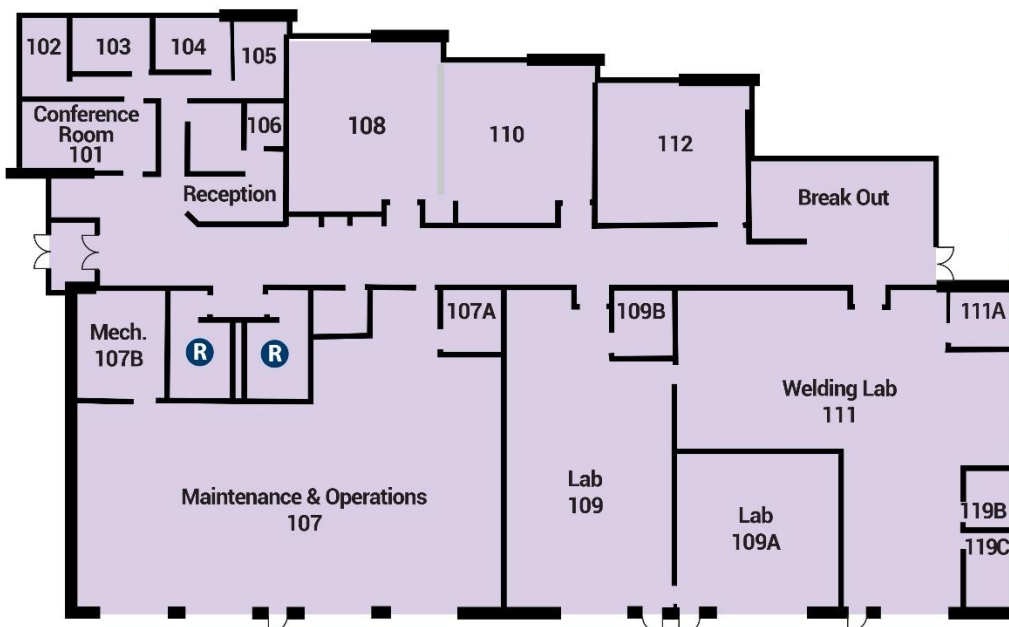 102
103
104
105
Conference
Room
101
106
Reception
108
110
112
Break Out
Mech.
107B
R
R
107A
109B
111A
Welding Lab
111
Maintenance & Operations
107
Lab
109
Lab
109A
119B
119C